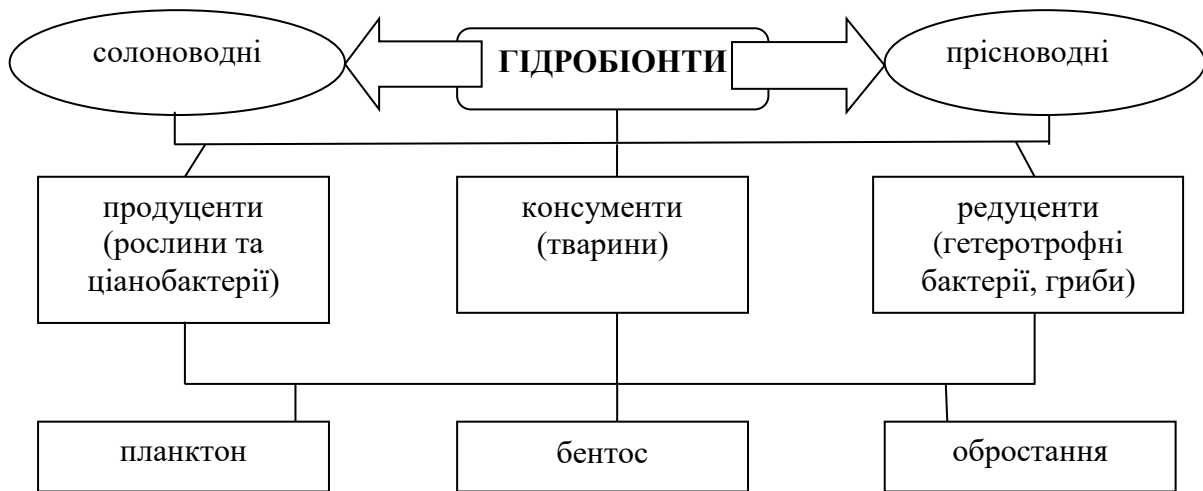 солоноводні
ГІДРОБІОНТИ
прісноводні
продуценти
(рослини та
ціанобактерії)
консументи
(тварини)
редуценти
(гетеротрофні
бактерії, гриби)
планктон
бентос
обростання